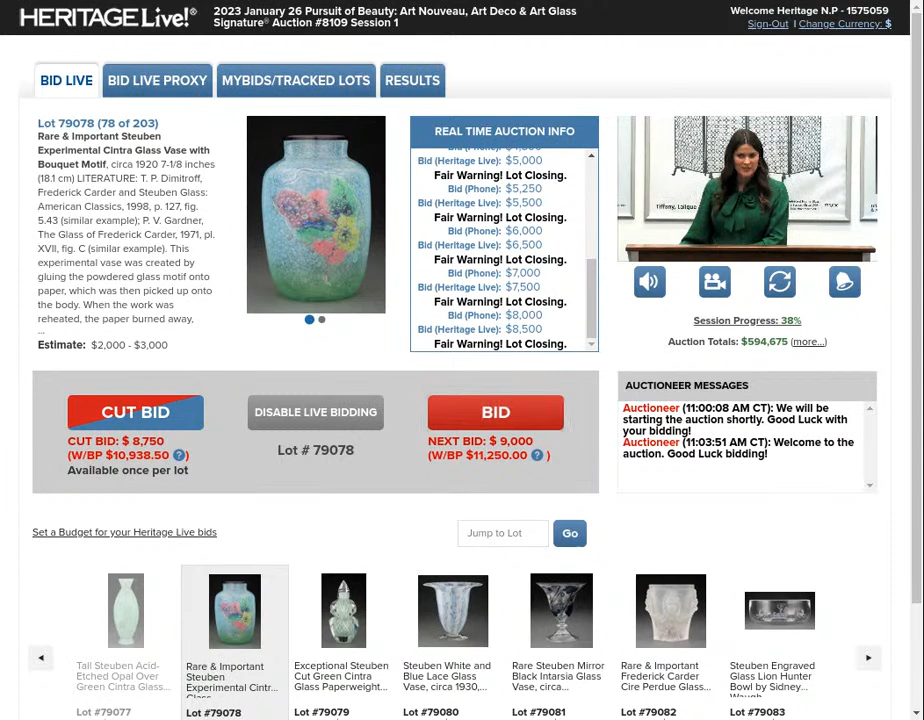 HERITAGE Live!®
2023 January 26 Pursuit of Beauty: Art Nouveau, Art Deco & Art Glass
Signature® Auction #8109 Session 1
Welcome Heritage N.P - 1575059
Sign-Out | Change Currency: $
BID LIVE
BID LIVE PROXY
MYBIDS/TRACKED LOTS
RESULTS
Lot 79078 (78 of 203)
Rare & Important Steuben
Experimental Cintra Glass Vase with
Bouquet Motif, circa 1920 7-1/8 inches
(18.1 cm) LITERATURE: T. P. Dimitroff,
Frederick Carder and Steuben Glass:
American Classics, 1998, p. 127, fig.
5.43 (similar example); P. V. Gardner,
The Glass of Frederick Carder, 1971, pl.
XVII, fig. C (similar example). This
experimental vase was created by
gluing the powdered glass motif onto
paper, which was then picked up onto
the body. When the work was
reheated, the paper burned away,
...
Estimate: $2,000 - $3,000
REAL TIME AUCTION INFO
Bid (Heritage Live): $5,000
Fair Warning! Lot Closing.
Bid (Phone): $5,250
Bid (Heritage Live): $5,500
Fair Warning! Lot Closing.
Bid (Phone): $6,000
Bid (Heritage Live): $6,500
Fair Warning! Lot Closing.
Bid (Phone): $7,000
Bid (Heritage Live): $7,500
Fair Warning! Lot Closing.
Bid (Phone): $8,000
Bid (Heritage Live): $8,500
Fair Warning! Lot Closing.
Tiffany, Lalique
Session Progress: 38%
Auction Totals: $594,675 (more...)
CUT BID
CUT BID: $ 8,750
(W/BP $10,938.50 ?)
Available once per lot
DISABLE LIVE BIDDING
Lot # 79078
BID
NEXT BID: $ 9,000
(W/BP $11,250.00 ? )
AUCTIONEER MESSAGES
Auctioneer (11:00:08 AM CT): We will be
starting the auction shortly. Good Luck with
your bidding!
Auctioneer (11:03:51 AM CT): Welcome to the
auction. Good Luck bidding!
Set a Budget for your Heritage Live bids
Jump to Lot
Go
Tall Steuben Acid-
Etched Opal Over
Green Cintra Glass...
Lot #79077
Rare & Important
Steuben
Experimental Cintr...
Glass
Lot #79078
Exceptional Steuben
Cut Green Cintra
Glass Paperweight...
Lot #79079
Steuben White and
Blue Lace Glass
Vase, circa 1930,...
Lot #79080
Rare Steuben Mirror
Black Intarsia Glass
Vase, circa...
Lot #79081
Rare & Important
Frederick Carder
Cire Perdue Glass...
Lot #79082
Steuben Engraved
Glass Lion Hunter
Bowl by Sidney
Waugh
Lot #79083